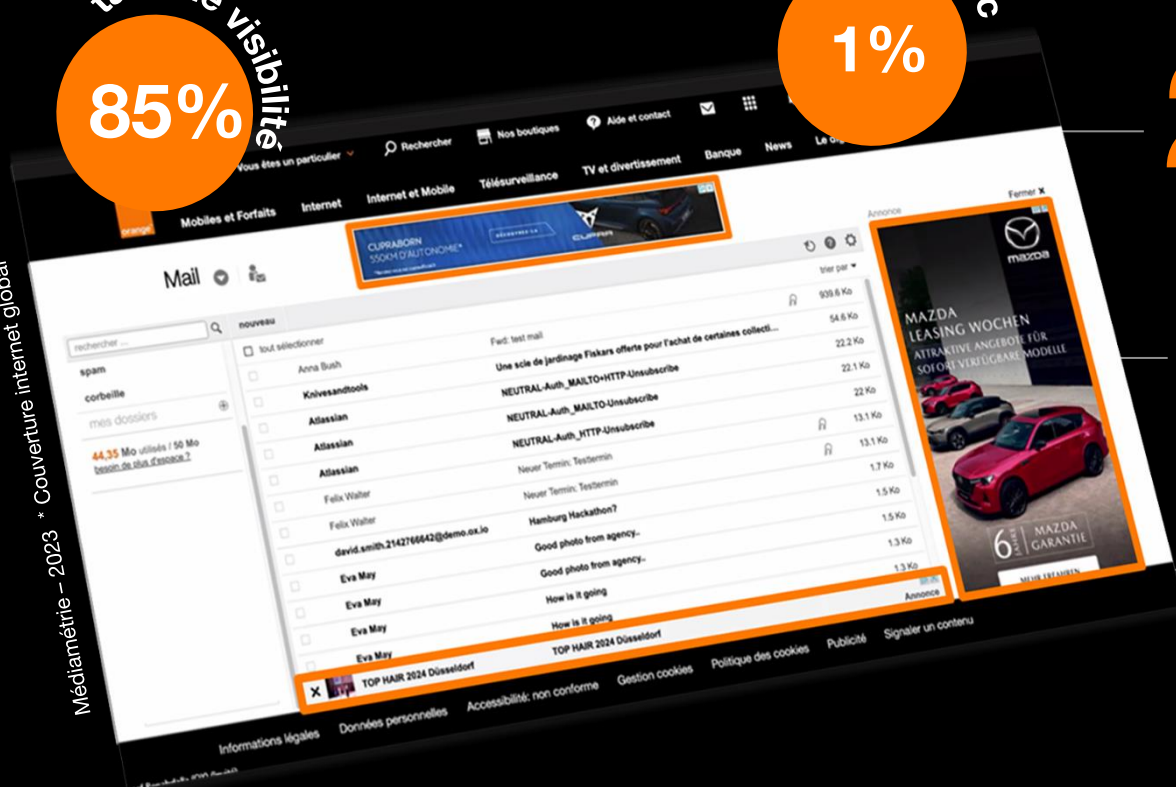 visibilité
85%
1%
Vous êtes un particulier
Rechercher
Nos boutiques
Aide et contact
orange
Mobiles et Forfaits
Internet
Internet et Mobile
Télésurveillance
TV et divertissement
Banque
News
CUPRABORN
550KM D'AUTONOMIE*
CUPRA
Mail
Annonce
Fermer X
rechercher ...
nouveau
trier par
spam
corbeille
mes dossiers
44,35 Mo utilisés / 50 Mo
besoin de plus d'espace ?
tout sélectionner
Anna Bush Fwd: test mail 939.6 Ko
Knivesandtools Une scie de jardinage Fiskars offerte pour l'achat de certaines collecti... 54.6 Ko
Atlassian NEUTRAL-Auth_MAILTO+HTTP-Unsubscribe 22.2 Ko
Atlassian NEUTRAL-Auth_MAILTO-Unsubscribe 22.1 Ko
Atlassian NEUTRAL-Auth_HTTP-Unsubscribe 22 Ko
Felix Walter Neuer Termin: Testtermin 13.1 Ko
Felix Walter Neuer Termin: Testtermin 13.1 Ko
david.smith.2142766642@demo.ox.io Hamburg Hackathon? 1.7 Ko
Eva May Good photo from agency.. 1.5 Ko
Eva May Good photo from agency.. 1.5 Ko
Eva May How is it going 1.3 Ko
Eva May How is it going 1.3 Ko
X TOP HAIR 2024 Düsseldorf TOP HAIR 2024 Düsseldorf Annonce
mazda
MAZDA
LEASING WOCHEN
ATTRAKTIVE ANGEBOTE FÜR
SOFORT VERFÜGBARE MODELLE
6 JAHRE MAZDA GARANTIE
MEHR ERFAHREN
Informations légales
Données personnelles
Accessibilité: non conforme
Gestion cookies
Politique des cookies
Publicité
Signaler un contenu
Médiamétrie – 2023 * Couverture internet global